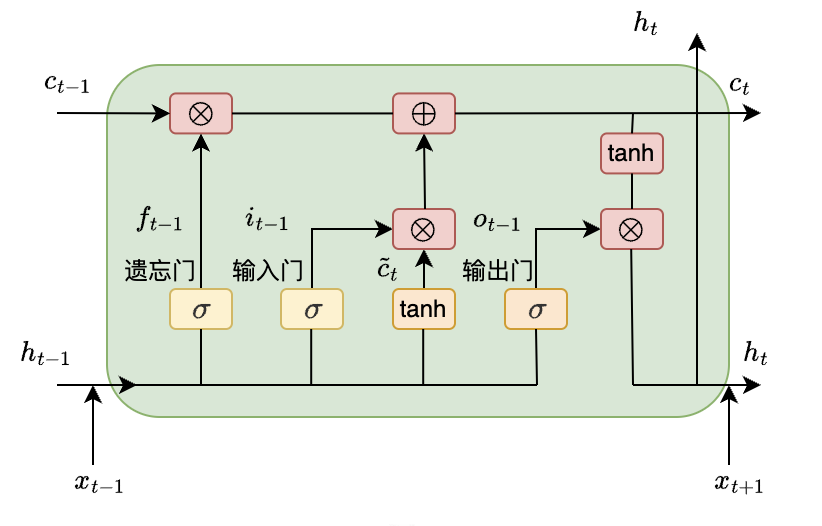 h_t
c_{t-1}
c_t
⊗
⊕
tanh
f_{t-1}
i_{t-1}
⊗
o_{t-1}
⊗
遗忘门
输入门
c̃_t
输出门
σ
σ
tanh
σ
h_{t-1}
h_t
x_{t-1}
x_{t+1}